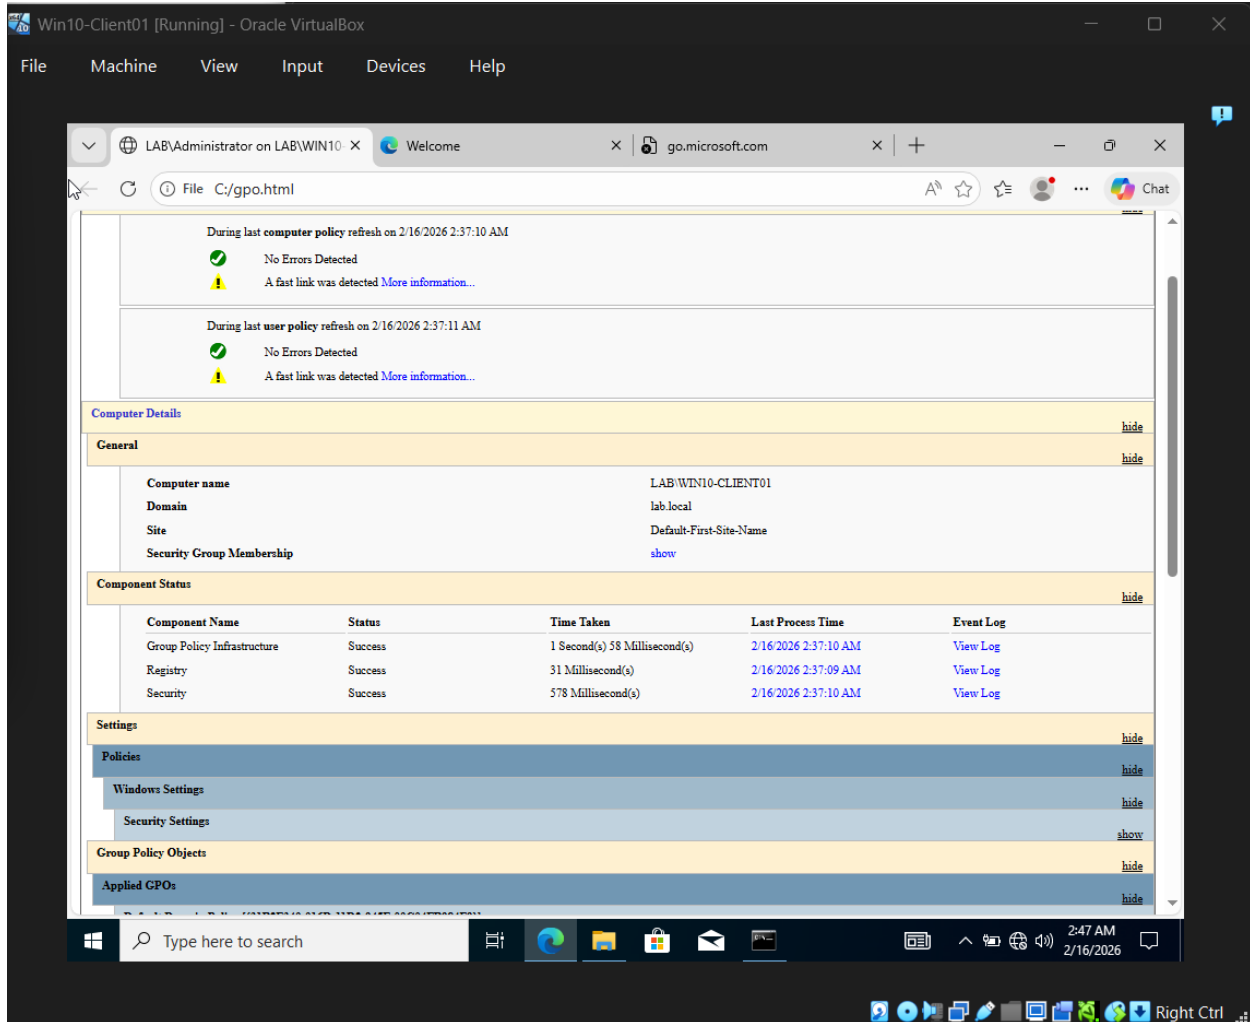 Win10-Client01 [Running] - Oracle VirtualBox
File Machine View Input Devices Help
LAB\Administrator on LAB\WIN10- Welcome go.microsoft.com
File C:/gpo.html Chat
During last computer policy refresh on 2/16/2026 2:37:10 AM
No Errors Detected
A fast link was detected More information...
During last user policy refresh on 2/16/2026 2:37:11 AM
No Errors Detected
A fast link was detected More information...
Computer Details
hide
General
hide
Computer name LAB\WIN10-CLIENT01
Domain lab.local
Site Default-First-Site-Name
Security Group Membership show
Component Status
hide
Component Name Status Time Taken Last Process Time Event Log
Group Policy Infrastructure Success 1 Second(s) 58 Millisecond(s) 2/16/2026 2:37:10 AM View Log
Registry Success 31 Millisecond(s) 2/16/2026 2:37:09 AM View Log
Security Success 578 Millisecond(s) 2/16/2026 2:37:10 AM View Log
Settings
hide
Policies
hide
Windows Settings
hide
Security Settings
show
Group Policy Objects
hide
Applied GPOs
hide
Type here to search
2:47 AM
2/16/2026
Right Ctrl